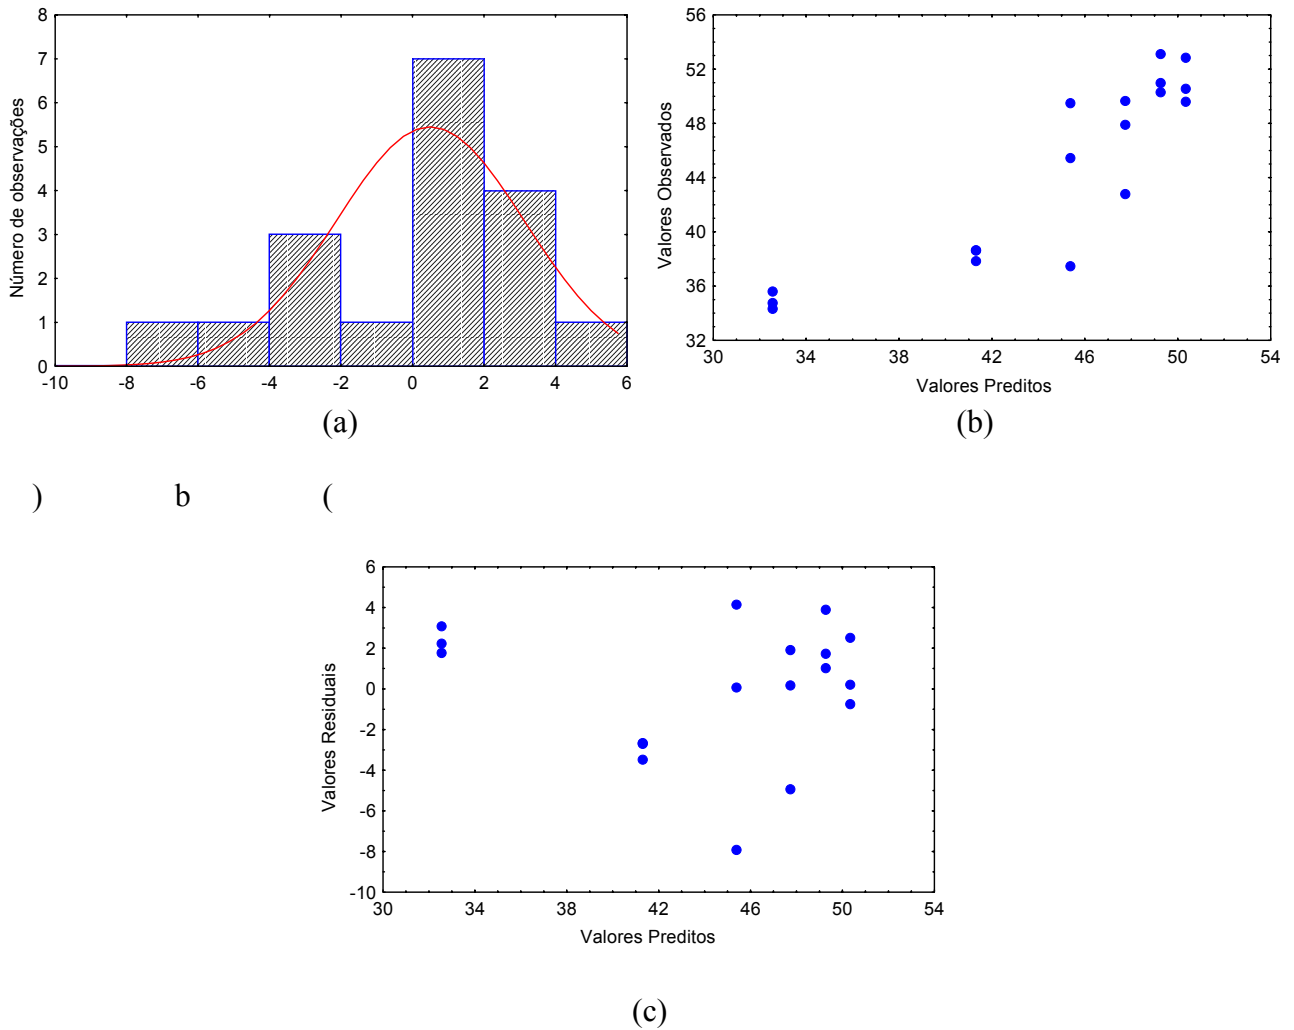 8
7
6
5
4
3
2
1
0
Número de observações
-10 -8 -6 -4 -2 0 2 4 6
(a)
56
52
48
44
40
36
32
Valores Observados
30 34 38 42 46 50 54
Valores Preditos
(b)
) b (
6
4
2
0
-2
-4
-6
-8
-10
Valores Residuais
30 34 38 42 46 50 54
Valores Preditos
(c)